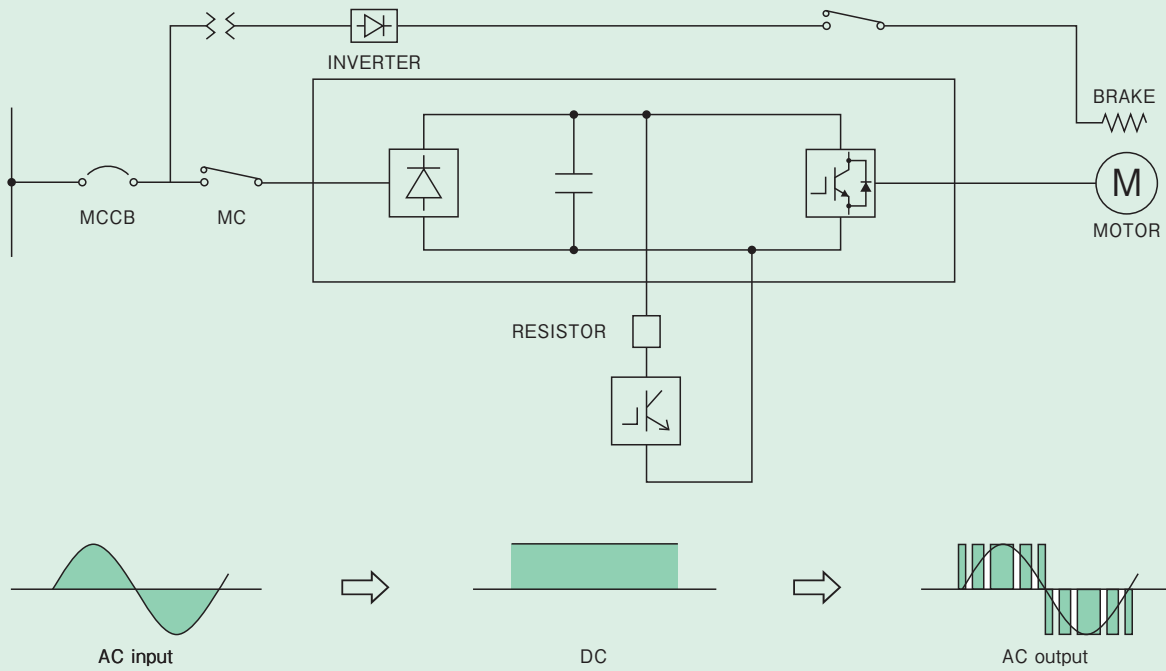 INVERTER
BRAKE
M
MCCB
MC
MOTOR
RESISTOR
AC input
DC
AC output